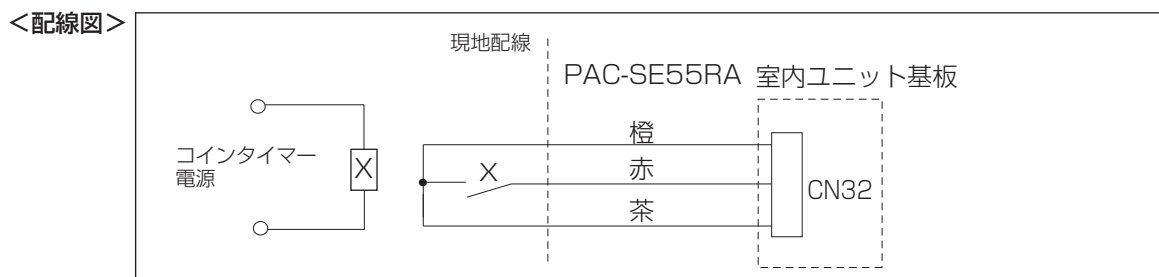 ＜配線図＞
現地配線
PAC-SE55RA 室内ユニット基板
橙
コインタイマー
電源
X
X
赤
CN32
茶